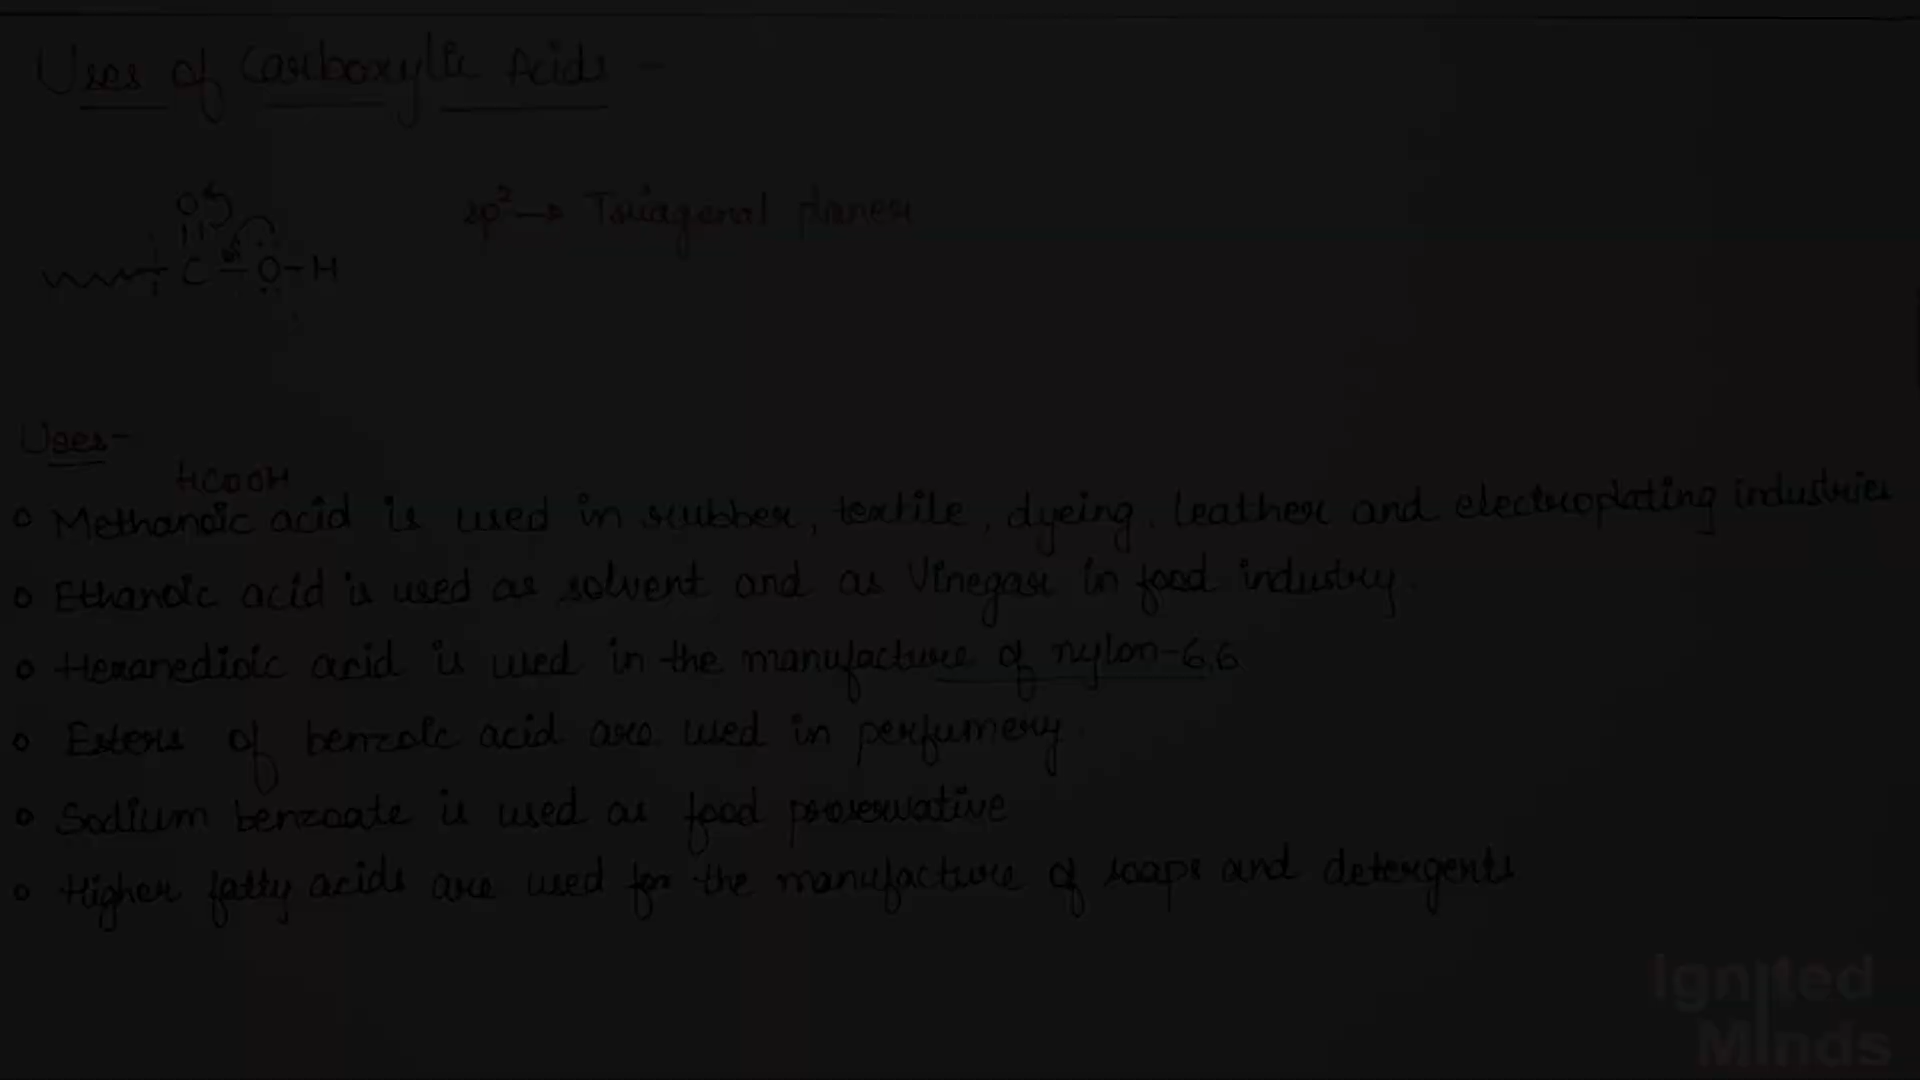 Uses of Carboxylic Acids -
O
sp² → Triagonal planer
C - O - H
Uses -
HCOOH
Methanoic acid is used in rubber, textile, dyeing, leather and electroplating industries
Ethanoic acid is used as solvent and as Vinegar in food industry.
Hexanedioic acid is used in the manufacture of nylon-6,6
Esters of benzoic acid are used in perfumery.
Sodium benzoate is used as food preservative
Higher fatty acids are used for the manufacture of soaps and detergents
Ignited
Minds